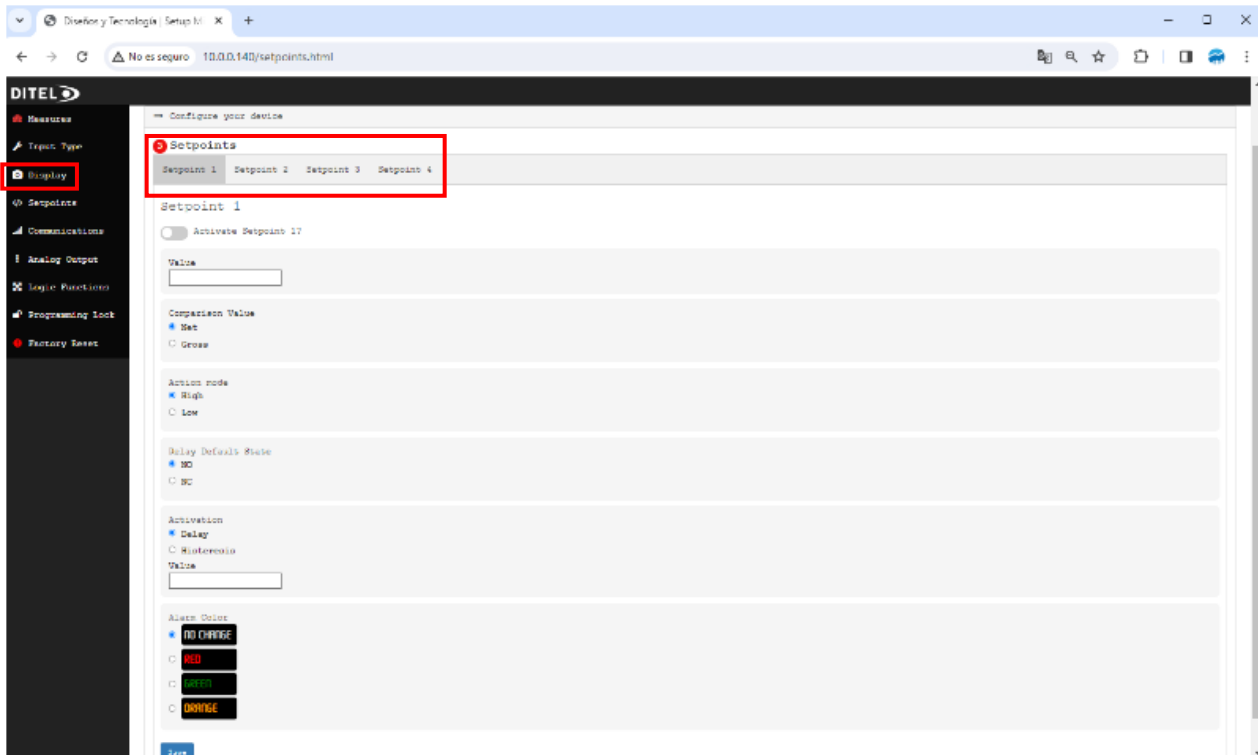 Diseños y Tecnología | Setup M
No es seguro 10.0.0.140/setpoints.html
DITEL
Measures
Input Type
Display
Setpoints
Communications
Analog Output
Logic Functions
Programming Lock
Factory Reset
Configure your device
Setpoints
Setpoint 1 Setpoint 2 Setpoint 3 Setpoint 4
Setpoint 1
Activate Setpoint 1?
Value
Comparison Value
Net
Gross
Action mode
High
Low
Relay Default State
NO
NC
Activation
Delay
Histeresis
Value
Alarm Color
NO CHANGE
RED
GREEN
ORANGE
Save